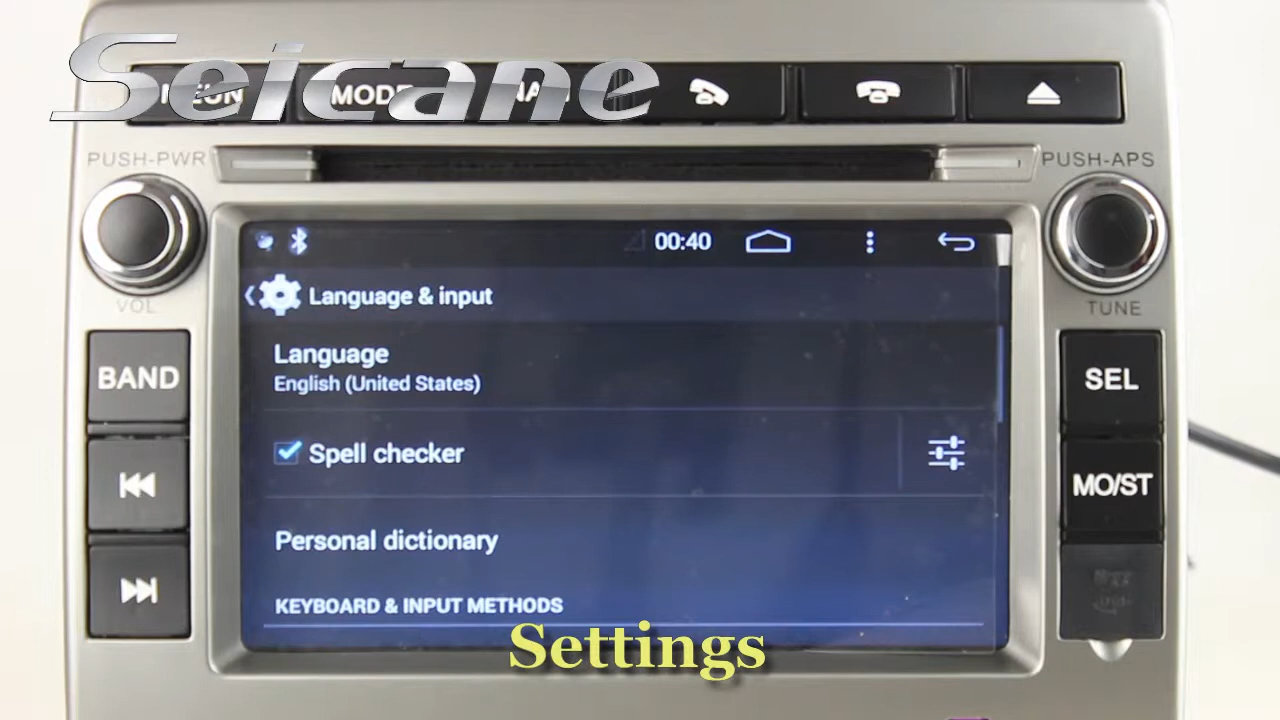 Seicane
MODE
PUSH-PWR
PUSH-APS
VOL
TUNE
00:40
Language & input
Language
English (United States)
Spell checker
Personal dictionary
KEYBOARD & INPUT METHODS
BAND
SEL
MO/ST
Settings